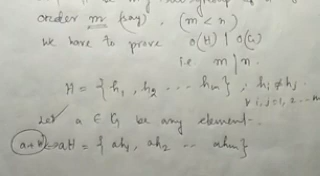 order m (say), (m < n)
We have to prove O(H) | O(G)
i.e. m | n.
H = { h₁, h₂ ... hₘ } ; hᵢ ≠ hⱼ
∀ i, j = 1, 2 ... m
Let a ∈ G be any element.
aH = { ah₁, ah₂ ... ahₘ }